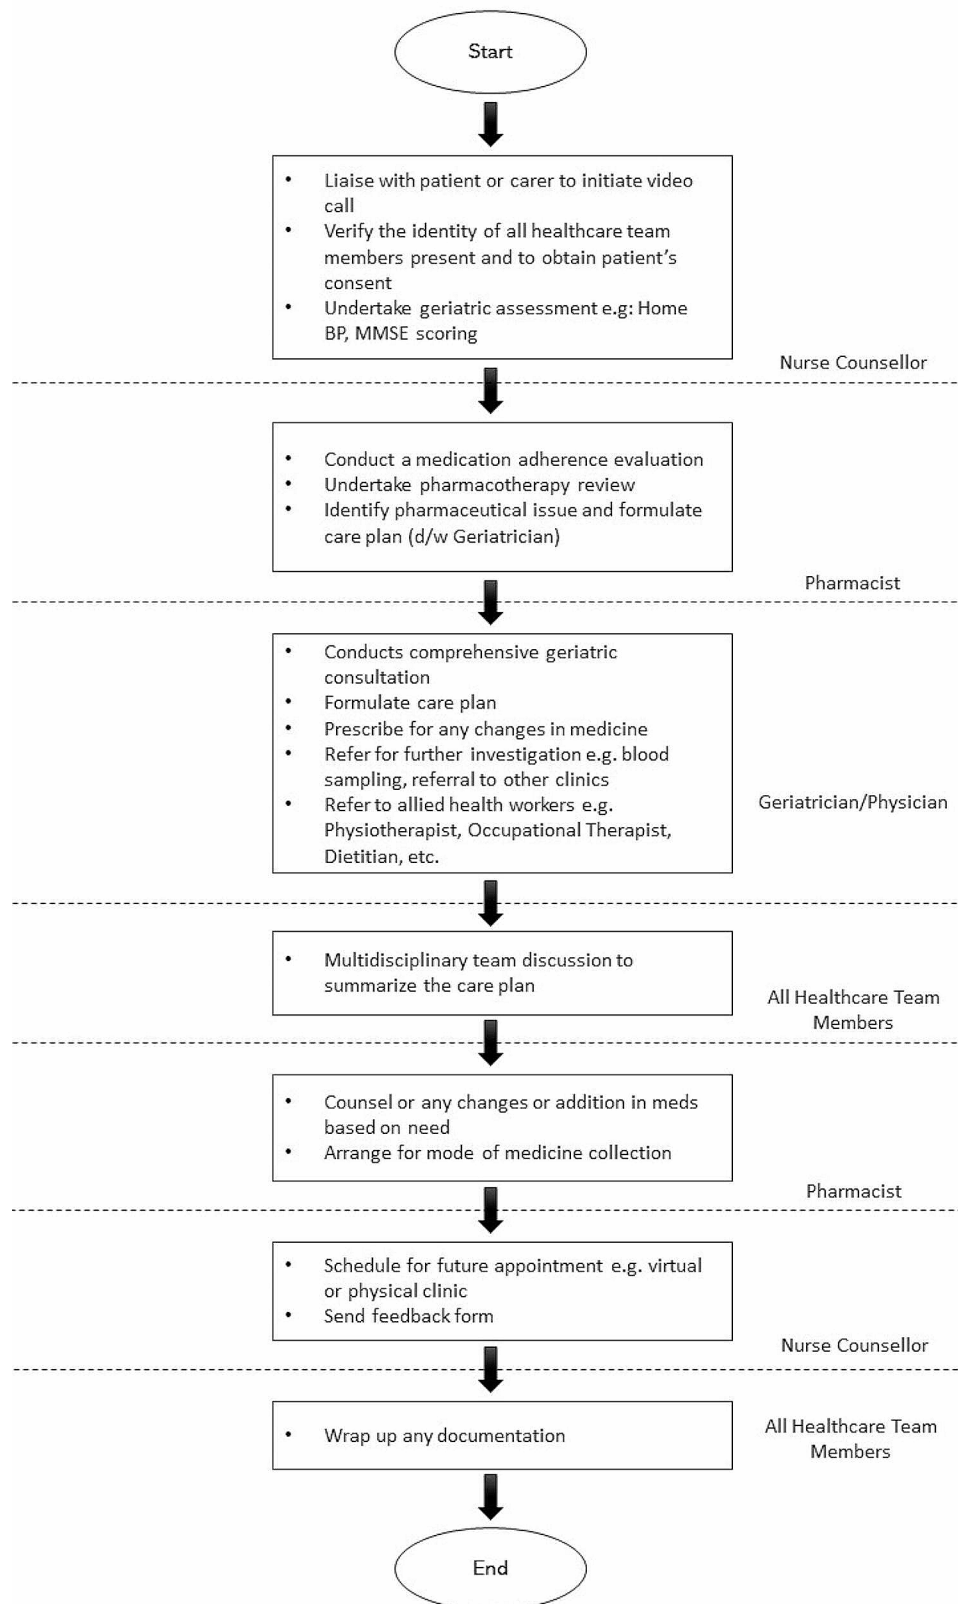 Start
• Liaise with patient or carer to initiate video
call
• Verify the identity of all healthcare team
members present and to obtain patient's
consent
• Undertake geriatric assessment e.g: Home
BP, MMSE scoring
Nurse Counsellor
• Conduct a medication adherence evaluation
• Undertake pharmacotherapy review
• Identify pharmaceutical issue and formulate
care plan (d/w Geriatrician)
Pharmacist
• Conducts comprehensive geriatric
consultation
• Formulate care plan
• Prescribe for any changes in medicine
• Refer for further investigation e.g. blood
sampling, referral to other clinics
• Refer to allied health workers e.g.
Physiotherapist, Occupational Therapist,
Dietitian, etc.
Geriatrician/Physician
• Multidisciplinary team discussion to
summarize the care plan
All Healthcare Team
Members
• Counsel or any changes or addition in meds
based on need
• Arrange for mode of medicine collection
Pharmacist
• Schedule for future appointment e.g. virtual
or physical clinic
• Send feedback form
Nurse Counsellor
• Wrap up any documentation
All Healthcare Team
Members
End